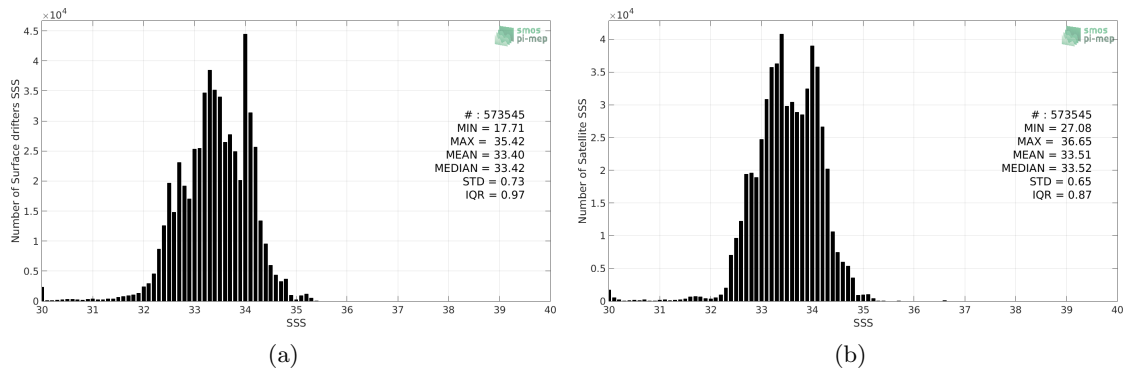 ×10⁴
4.5
4
3.5
3
2.5
2
1.5
1
0.5
0
Number of Surface drifters SSS
30 31 32 33 34 35 36 37 38 39 40
SSS
smos
pi-mep
# : 573545
MIN = 17.71
MAX = 35.42
MEAN = 33.40
MEDIAN = 33.42
STD = 0.73
IQR = 0.97
(a)
×10⁴
4
3.5
3
2.5
2
1.5
1
0.5
0
Number of Satellite SSS
30 31 32 33 34 35 36 37 38 39 40
SSS
smos
pi-mep
# : 573545
MIN = 27.08
MAX = 36.65
MEAN = 33.51
MEDIAN = 33.52
STD = 0.65
IQR = 0.87
(b)